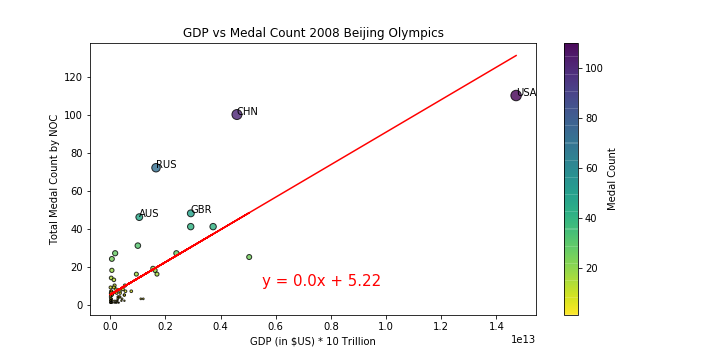 GDP vs Medal Count 2008 Beijing Olympics
Total Medal Count by NOC
120
100
80
60
40
20
0
USA
CHN
RUS
AUS
GBR
y = 0.0x + 5.22
0.0 0.2 0.4 0.6 0.8 1.0 1.2 1.4
1e13
GDP (in $US) * 10 Trillion
100
80
60
40
20
Medal Count